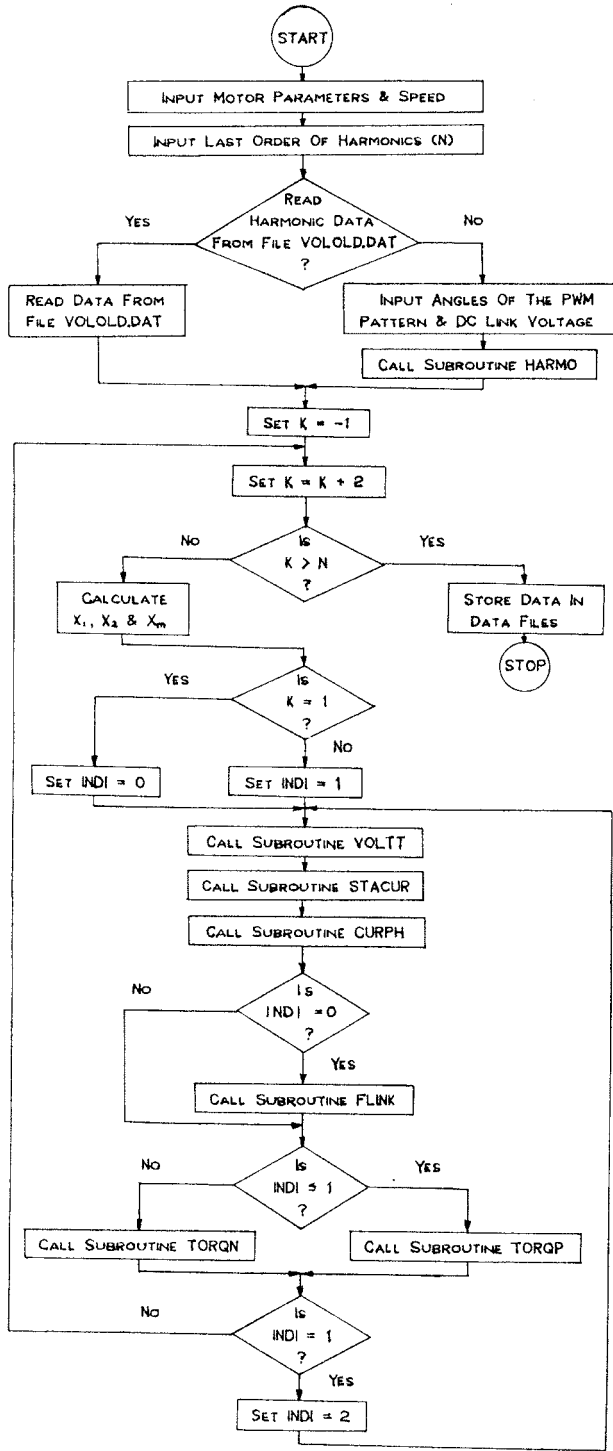 START
INPUT MOTOR PARAMETERS & SPEED
INPUT LAST ORDER OF HARMONICS (N)
READ
HARMONIC DATA
FROM FILE VOLOLD.DAT
?
YES
NO
READ DATA FROM
FILE VOLOLD.DAT
INPUT ANGLES OF THE PWM
PATTERN & DC LINK VOLTAGE
CALL SUBROUTINE HARMO
SET K = -1
SET K = K + 2
IS
K > N
?
NO
YES
CALCULATE
X₁, X₂ & Xₘ
STORE DATA IN
DATA FILES
STOP
IS
K = 1
?
YES
NO
SET INDI = 0
SET INDI = 1
CALL SUBROUTINE VOLTT
CALL SUBROUTINE STACUR
CALL SUBROUTINE CURPH
IS
INDI = 0
?
NO
YES
CALL SUBROUTINE FLINK
IS
INDI ≤ 1
?
NO
YES
CALL SUBROUTINE TORQN
CALL SUBROUTINE TORQP
IS
INDI = 1
?
NO
YES
SET INDI = 2